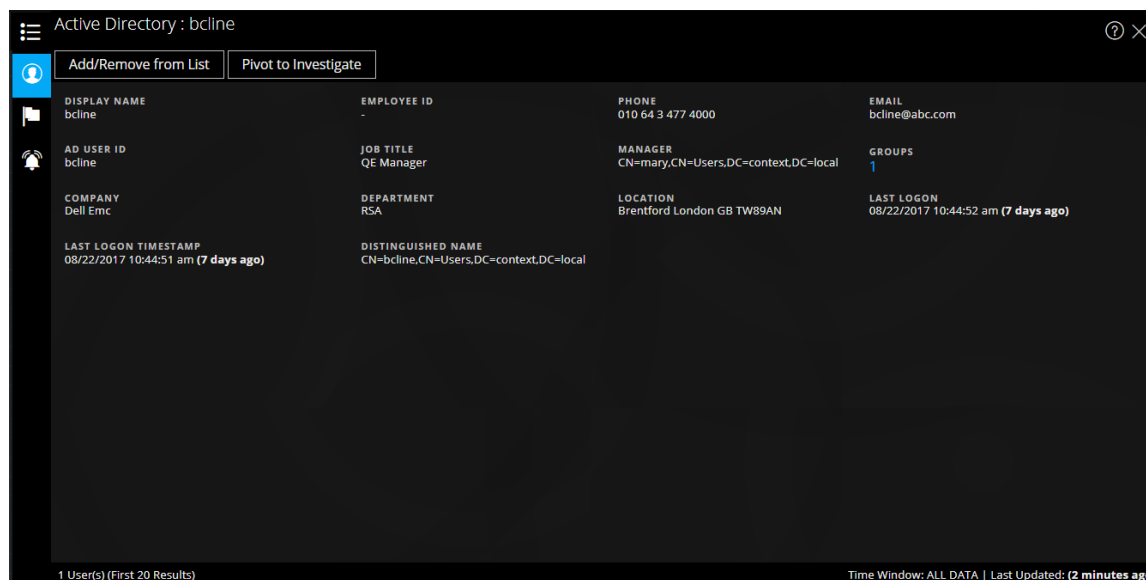 Active Directory : bcline
Add/Remove from List Pivot to Investigate
DISPLAY NAME EMPLOYEE ID PHONE EMAIL
bcline - 010 64 3 477 4000 bcline@abc.com
AD USER ID JOB TITLE MANAGER GROUPS
bcline QE Manager CN=mary,CN=Users,DC=context,DC=local 1
COMPANY DEPARTMENT LOCATION LAST LOGON
Dell Emc RSA Brentford London GB TW89AN 08/22/2017 10:44:52 am (7 days ago)
LAST LOGON TIMESTAMP DISTINGUISHED NAME
08/22/2017 10:44:51 am (7 days ago) CN=bcline,CN=Users,DC=context,DC=local
1 User(s) (First 20 Results) Time Window: ALL DATA | Last Updated: (2 minutes ag